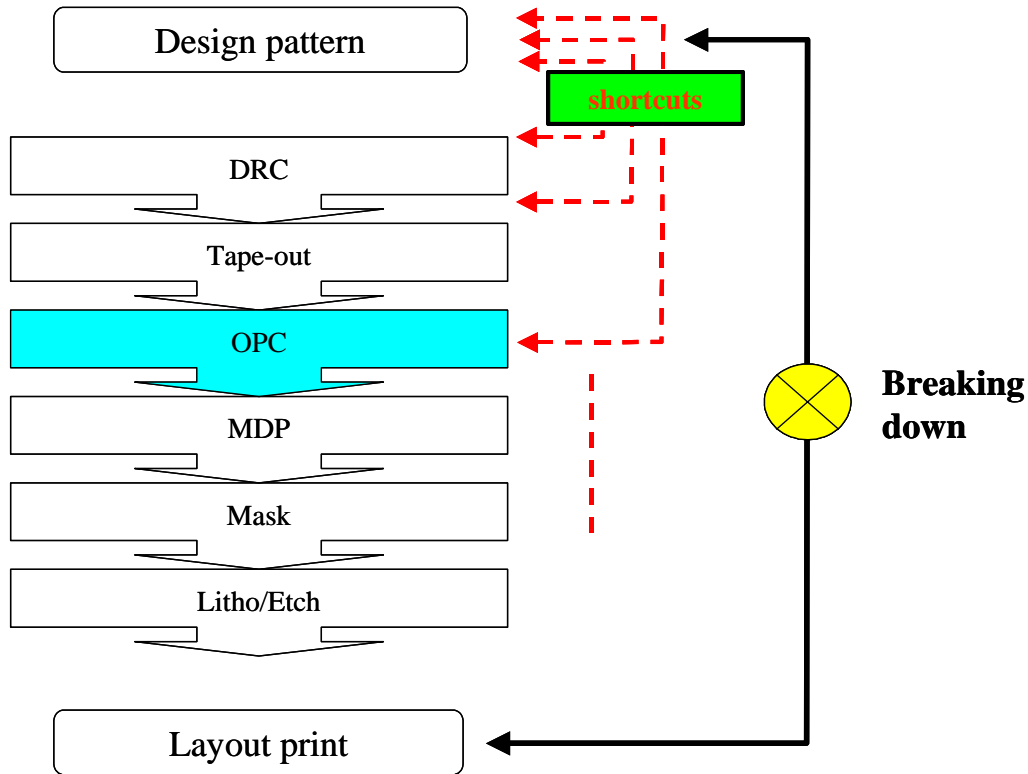 Design pattern
shortcuts
DRC
Tape-out
OPC
MDP
Breaking
down
Mask
Litho/Etch
Layout print